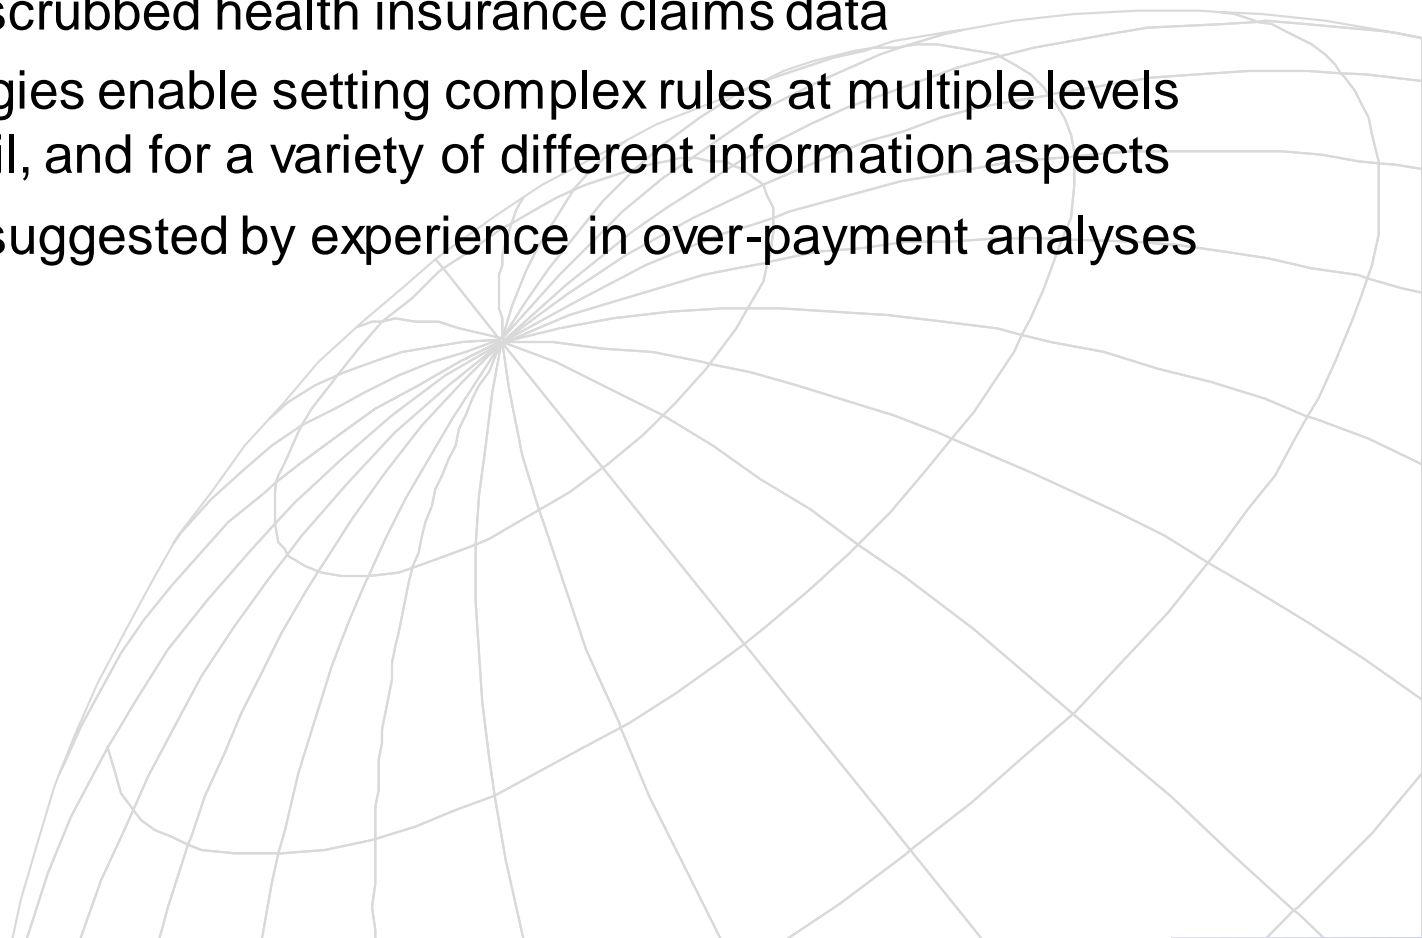 scrubbed health insurance claims data
gies enable setting complex rules at multiple levels
il, and for a variety of different information aspects
suggested by experience in over-payment analyses